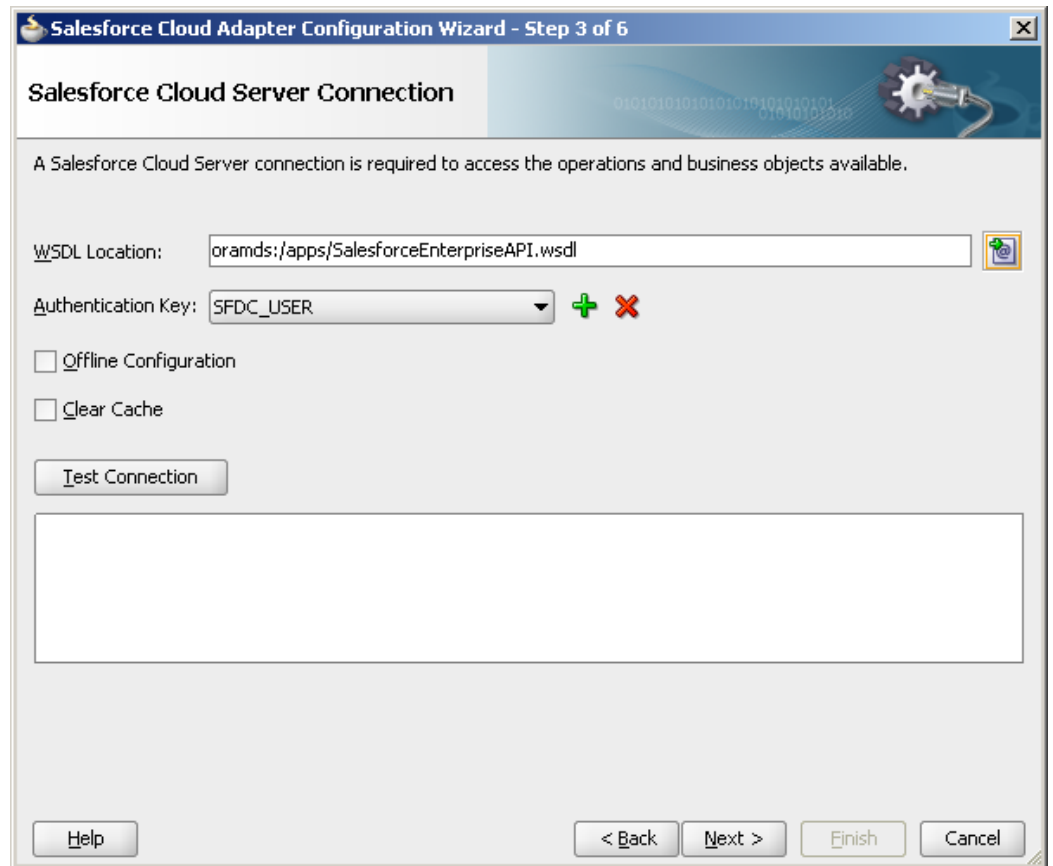 Salesforce Cloud Adapter Configuration Wizard - Step 3 of 6
Salesforce Cloud Server Connection
A Salesforce Cloud Server connection is required to access the operations and business objects available.
WSDL Location: oramds:/apps/SalesforceEnterpriseAPI.wsdl
Authentication Key: SFDC_USER
Offline Configuration
Clear Cache
Test Connection
Help < Back Next > Finish Cancel